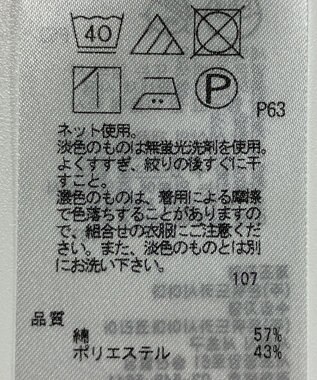 40
P
P63
ネット使用。
淡色のものは無蛍光洗剤を使用。
よくすすぎ、絞りの後すぐに干
すこと。
濃色のものは、着用による摩擦
で色落ちすることがありますの
で、組合せの衣服にご注意くだ
さい。また、淡色のものとは別
にお洗い下さい。
107
品質
綿 57%
ポリエステル 43%